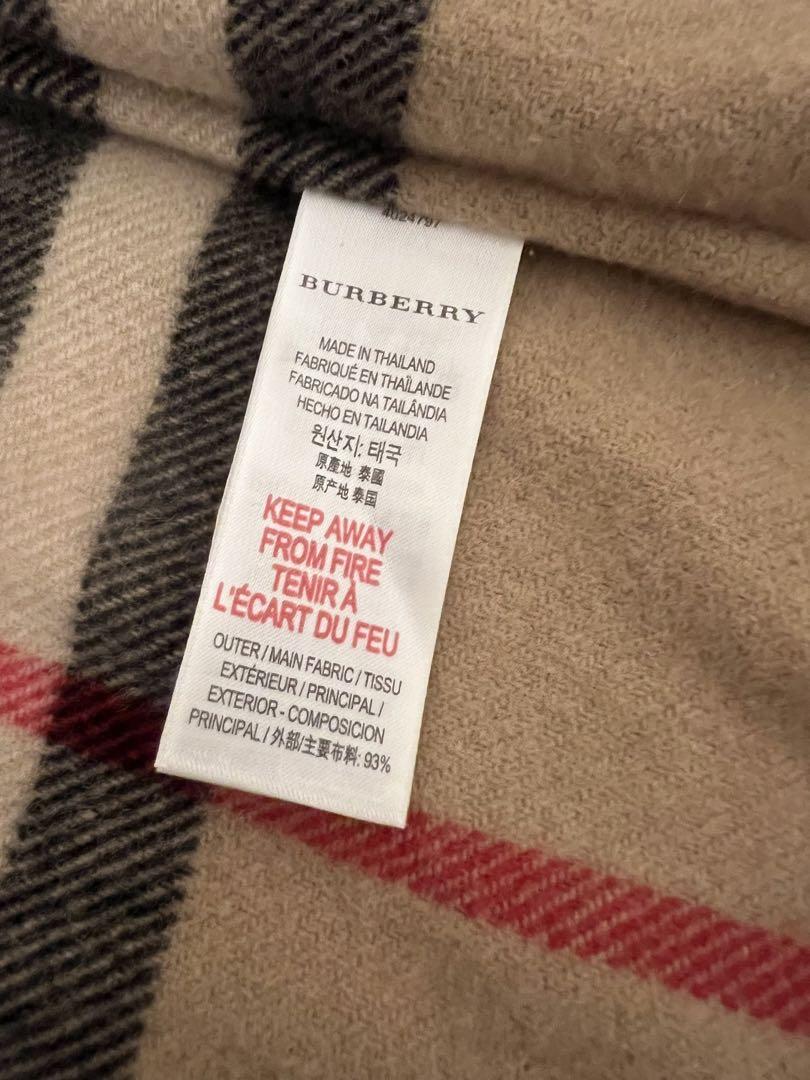 4024797
BURBERRY
MADE IN THAILAND
FABRIQUÉ EN THAÏLANDE
FABRICADO NA TAILÂNDIA
HECHO EN TAILANDIA
원산지: 태국
原產地 泰國
原产地 泰国
KEEP AWAY
FROM FIRE
TENIR À
L'ÉCART DU FEU
OUTER / MAIN FABRIC / TISSU
EXTÉRIEUR / PRINCIPAL /
EXTERIOR - COMPOSICION
PRINCIPAL / 外部/主要布料: 93%